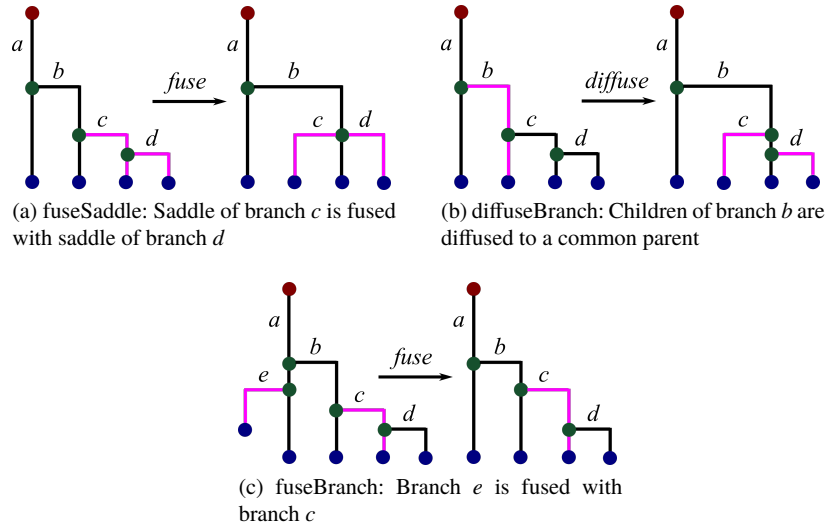 a
b
c
d
fuse
a
b
c
d
(a) fuseSaddle: Saddle of branch c is fused
with saddle of branch d
a
b
c
d
diffuse
a
b
c
d
(b) diffuseBranch: Children of branch b are
diffused to a common parent
a
b
e
c
d
fuse
a
b
c
d
(c) fuseBranch: Branch e is fused with
branch c